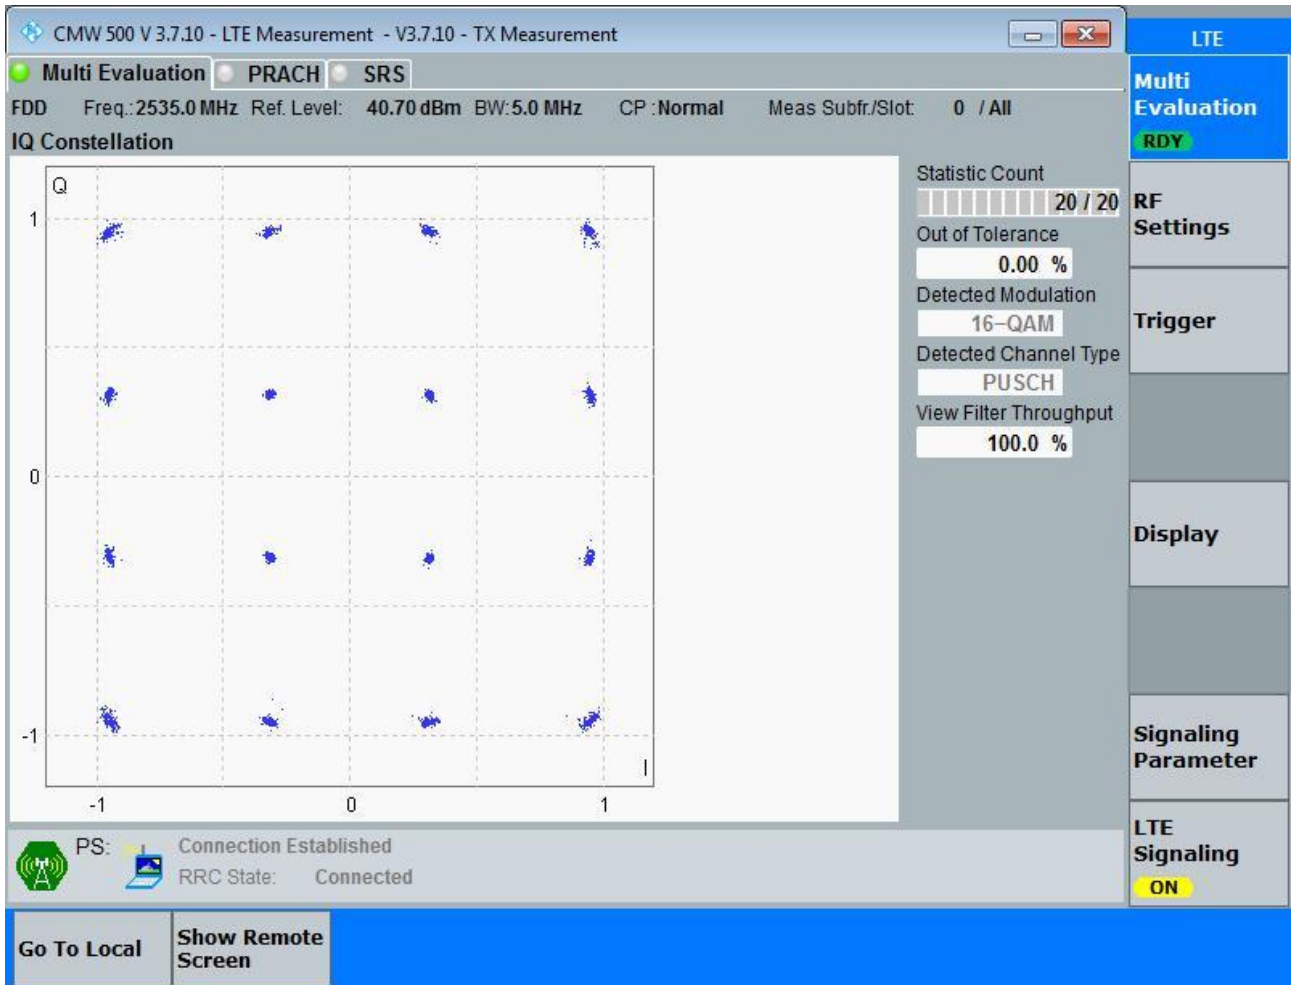 CMW 500 V 3.7.10 - LTE Measurement - V3.7.10 - TX Measurement
LTE
Multi Evaluation PRACH SRS
FDD Freq.: 2535.0 MHz Ref. Level: 40.70 dBm BW: 5.0 MHz CP : Normal Meas Subfr./Slot: 0 / All
IQ Constellation
Q
1
0
-1
I
-1 0 1
Statistic Count
20 / 20
Out of Tolerance
0.00 %
Detected Modulation
16-QAM
Detected Channel Type
PUSCH
View Filter Throughput
100.0 %
Multi
Evaluation
RDY
RF
Settings
Trigger
Display
Signaling
Parameter
LTE
Signaling
ON
PS: Connection Established
RRC State: Connected
Go To Local
Show Remote
Screen